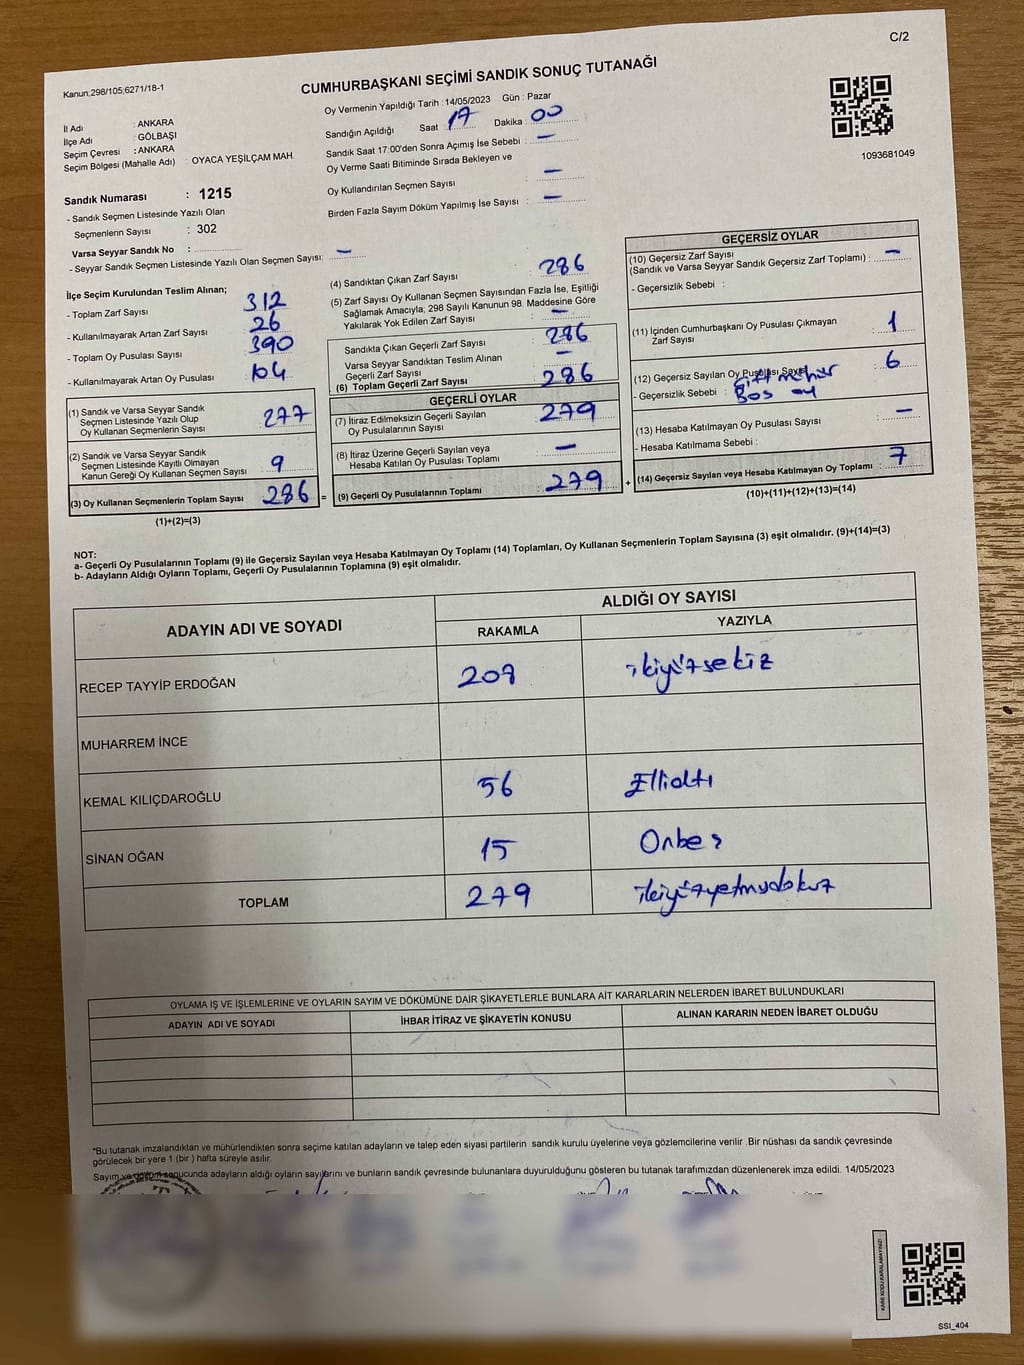 C/2
Kanun:298/105;6271/18-1
CUMHURBAŞKANI SEÇİMİ SANDIK SONUÇ TUTANAĞI
1093681049
İl Adı : ANKARA
İlçe Adı : GÖLBAŞI
Seçim Çevresi : ANKARA
Seçim Bölgesi (Mahalle Adı) : OYACA YEŞİLÇAM MAH.
Sandık Numarası : 1215
- Sandık Seçmen Listesinde Yazılı Olan
Seçmenlerin Sayısı : 302
Varsa Seyyar Sandık No :
- Seyyar Sandık Seçmen Listesinde Yazılı Olan Seçmen Sayısı: —
Oy Vermenin Yapıldığı Tarih : 14/05/2023 Gün : Pazar
Sandığın Açıldığı Saat : 17 Dakika : 00
Sandık Saat 17:00'den Sonra Açımış İse Sebebi : —
Oy Verme Saati Bitiminde Sırada Bekleyen ve
Oy Kullandırılan Seçmen Sayısı —
Birden Fazla Sayım Döküm Yapılmış İse Sayısı : —
İlçe Seçim Kurulundan Teslim Alınan;
- Toplam Zarf Sayısı 312
- Kullanılmayarak Artan Zarf Sayısı 26
- Toplam Oy Pusulası Sayısı 390
- Kullanılmayarak Artan Oy Pusulası 104
(1) Sandık ve Varsa Seyyar Sandık
Seçmen Listesinde Yazılı Olup
Oy Kullanan Seçmenlerin Sayısı : 277
(2) Sandık ve Varsa Seyyar Sandık
Seçmen Listesinde Kayıtlı Olmayan
Kanun Gereği Oy Kullanan Seçmen Sayısı : 9
(3) Oy Kullanan Seçmenlerin Toplam Sayısı 286 =
(1)+(2)=(3)
(4) Sandıktan Çıkan Zarf Sayısı : 286
(5) Zarf Sayısı Oy Kullanan Seçmen Sayısından Fazla İse, Eşitliği
Sağlamak Amacıyla; 298 Sayılı Kanunun 98. Maddesine Göre
Yakılarak Yok Edilen Zarf Sayısı : —
Sandıkta Çıkan Geçerli Zarf Sayısı : 286
Varsa Seyyar Sandıktan Teslim Alınan
Geçerli Zarf Sayısı : —
(6) Toplam Geçerli Zarf Sayısı 286
GEÇERLİ OYLAR
(7) İtiraz Edilmeksizin Geçerli Sayılan
Oy Pusulalarının Sayısı : 279
(8) İtiraz Üzerine Geçerli Sayılan veya
Hesaba Katılan Oy Pusulası Toplamı : —
(9) Geçerli Oy Pusulalarının Toplamı : 279 +
GEÇERSİZ OYLAR
(10) Geçersiz Zarf Sayısı
(Sandık ve Varsa Seyyar Sandık Geçersiz Zarf Toplamı) : —
- Geçersizlik Sebebi :
(11) İçinden Cumhurbaşkanı Oy Pusulası Çıkmayan
Zarf Sayısı : 1
(12) Geçersiz Sayılan Oy Pusulası Sayısı : 6
- Geçersizlik Sebebi : Çift mühür
Boş oy
(13) Hesaba Katılmayan Oy Pusulası Sayısı : —
- Hesaba Katılmama Sebebi :
(14) Geçersiz Sayılan veya Hesaba Katılmayan Oy Toplamı : 7
(10)+(11)+(12)+(13)=(14)
NOT:
a- Geçerli Oy Pusulalarının Toplamı (9) ile Geçersiz Sayılan veya Hesaba Katılmayan Oy Toplamı (14) Toplamları, Oy Kullanan Seçmenlerin Toplam Sayısına (3) eşit olmalıdır. (9)+(14)=(3)
b- Adayların Aldığı Oyların Toplamı, Geçerli Oy Pusulalarının Toplamına (9) eşit olmalıdır.
ADAYIN ADI VE SOYADI
ALDIĞI OY SAYISI
RAKAMLA YAZIYLA
RECEP TAYYİP ERDOĞAN 208 ikiyüzsekiz
MUHARREM İNCE
KEMAL KILIÇDAROĞLU 56 Ellialtı
SİNAN OĞAN 15 Onbeş
TOPLAM 279 ikiyüzyetmişdokuz
OYLAMA İŞ VE İŞLEMLERİNE VE OYLARIN SAYIM VE DÖKÜMÜNE DAİR ŞİKAYETLERLE BUNLARA AİT KARARLARIN NELERDEN İBARET BULUNDUKLARI
ADAYIN ADI VE SOYADI İHBAR İTİRAZ VE ŞİKAYETİN KONUSU ALINAN KARARIN NEDEN İBARET OLDUĞU
*Bu tutanak imzalandıktan ve mühürlendikten sonra seçime katılan adayların ve talep eden siyasi partilerin sandık kurulu üyelerine veya gözlemcilerine verilir .Bir nüshası da sandık çevresinde
görülecek bir yere 1 (bir ) hafta süreyle asılır.
Sayım ve döküm sonucunda adayların aldığı oyların sayılarını ve bunların sandık çevresinde bulunanlara duyurulduğunu gösteren bu tutanak tarafımızdan düzenlenerek imza edildi. 14/05/2023
KARE KODU KARALAMAYINIZ!
SSI_404